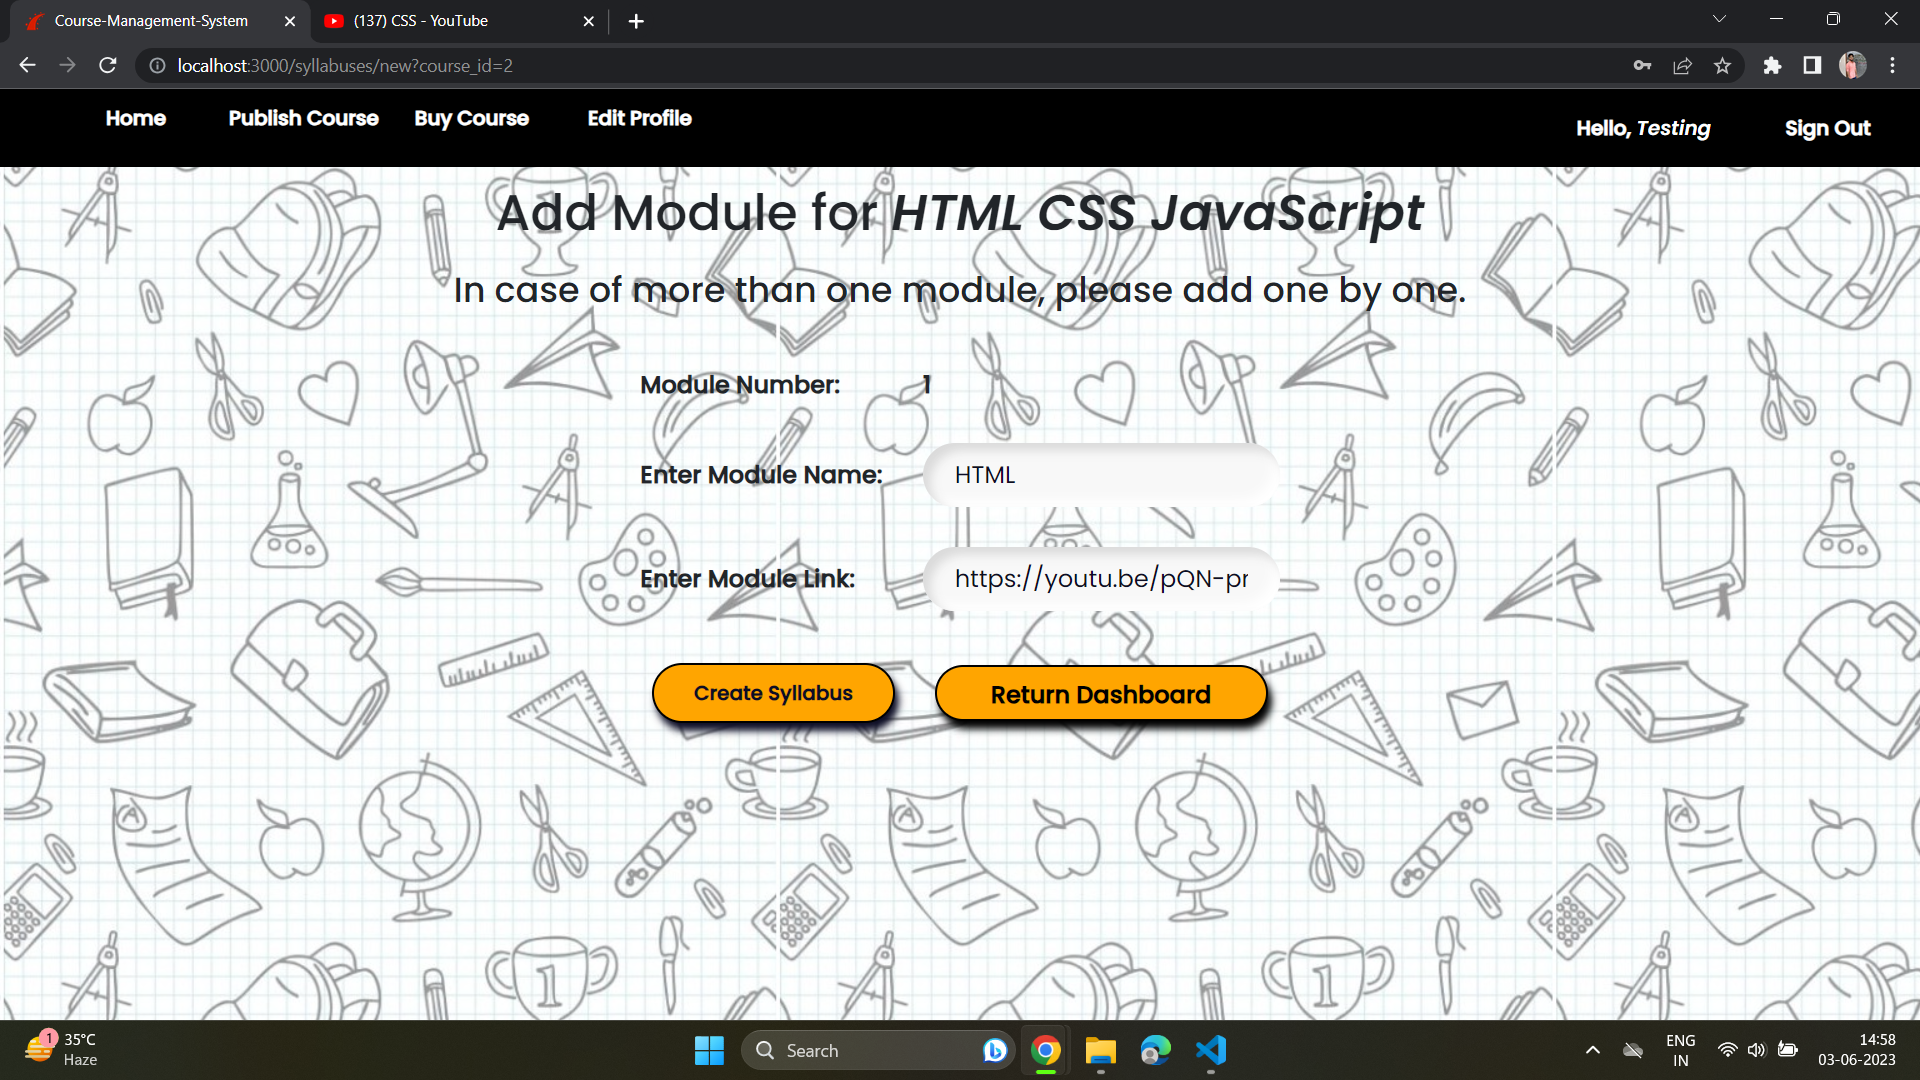 Course-Management-System
(137) CSS - YouTube
localhost:3000/syllabuses/new?course_id=2
Home Publish Course Buy Course Edit Profile Hello, Testing Sign Out
Add Module for HTML CSS JavaScript
In case of more than one module, please add one by one.
Module Number: 1
Enter Module Name: HTML
Enter Module Link: https://youtu.be/pQN-pr
Create Syllabus Return Dashboard
1
35°C
Haze
Search
ENG
IN
14:58
03-06-2023